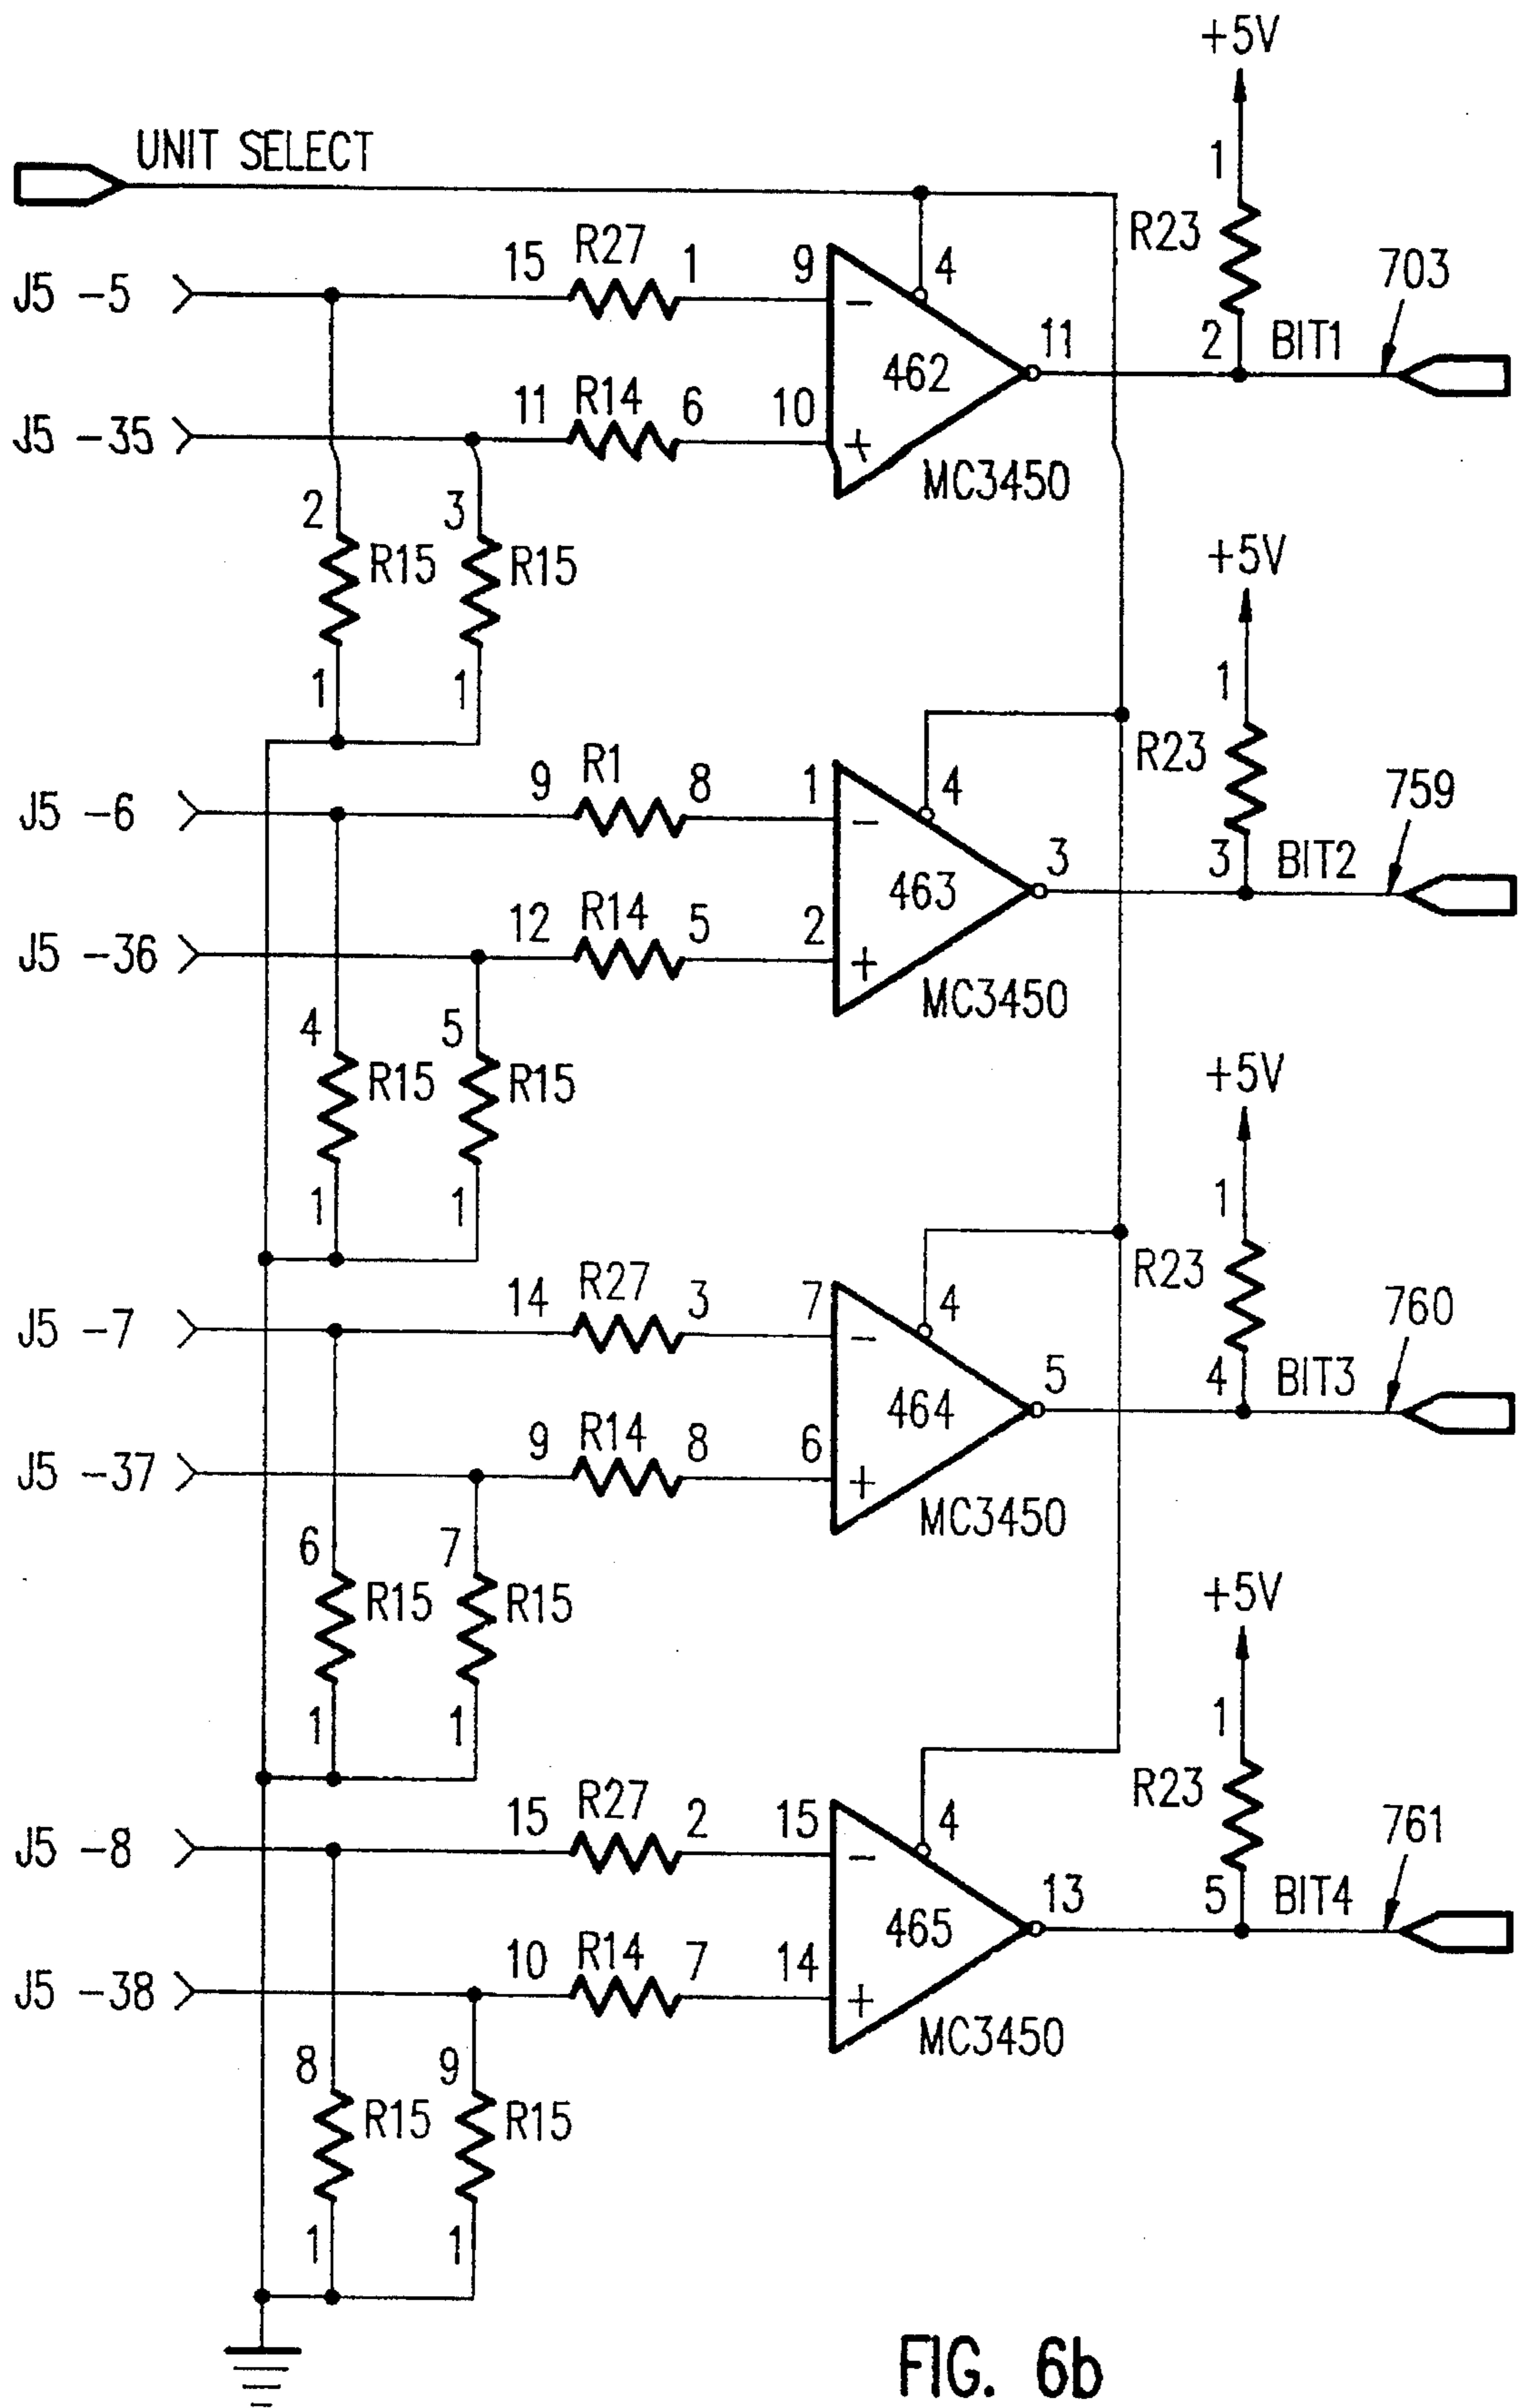 +5V
UNIT SELECT
1
R23
J5 -5
15 R27 1 9
4
703
462
11
2 BIT1
J5 -35
11 R14 6 10
MC3450
2 R15
3 R15
1 1
+5V
1
R23
J5 -6
9 R1 8 1
4
759
463
3
3 BIT2
J5 -36
12 R14 5 2
MC3450
4 R15
5 R15
1 1
+5V
1
R23
J5 -7
14 R27 3 7
4
760
464
5
4 BIT3
J5 -37
9 R14 8 6
MC3450
6 R15
7 R15
1 1
+5V
1
R23
J5 -8
15 R27 2 15
4
761
465
13
5 BIT4
J5 -38
10 R14 7 14
MC3450
8 R15
9 R15
1 1
FIG. 6b